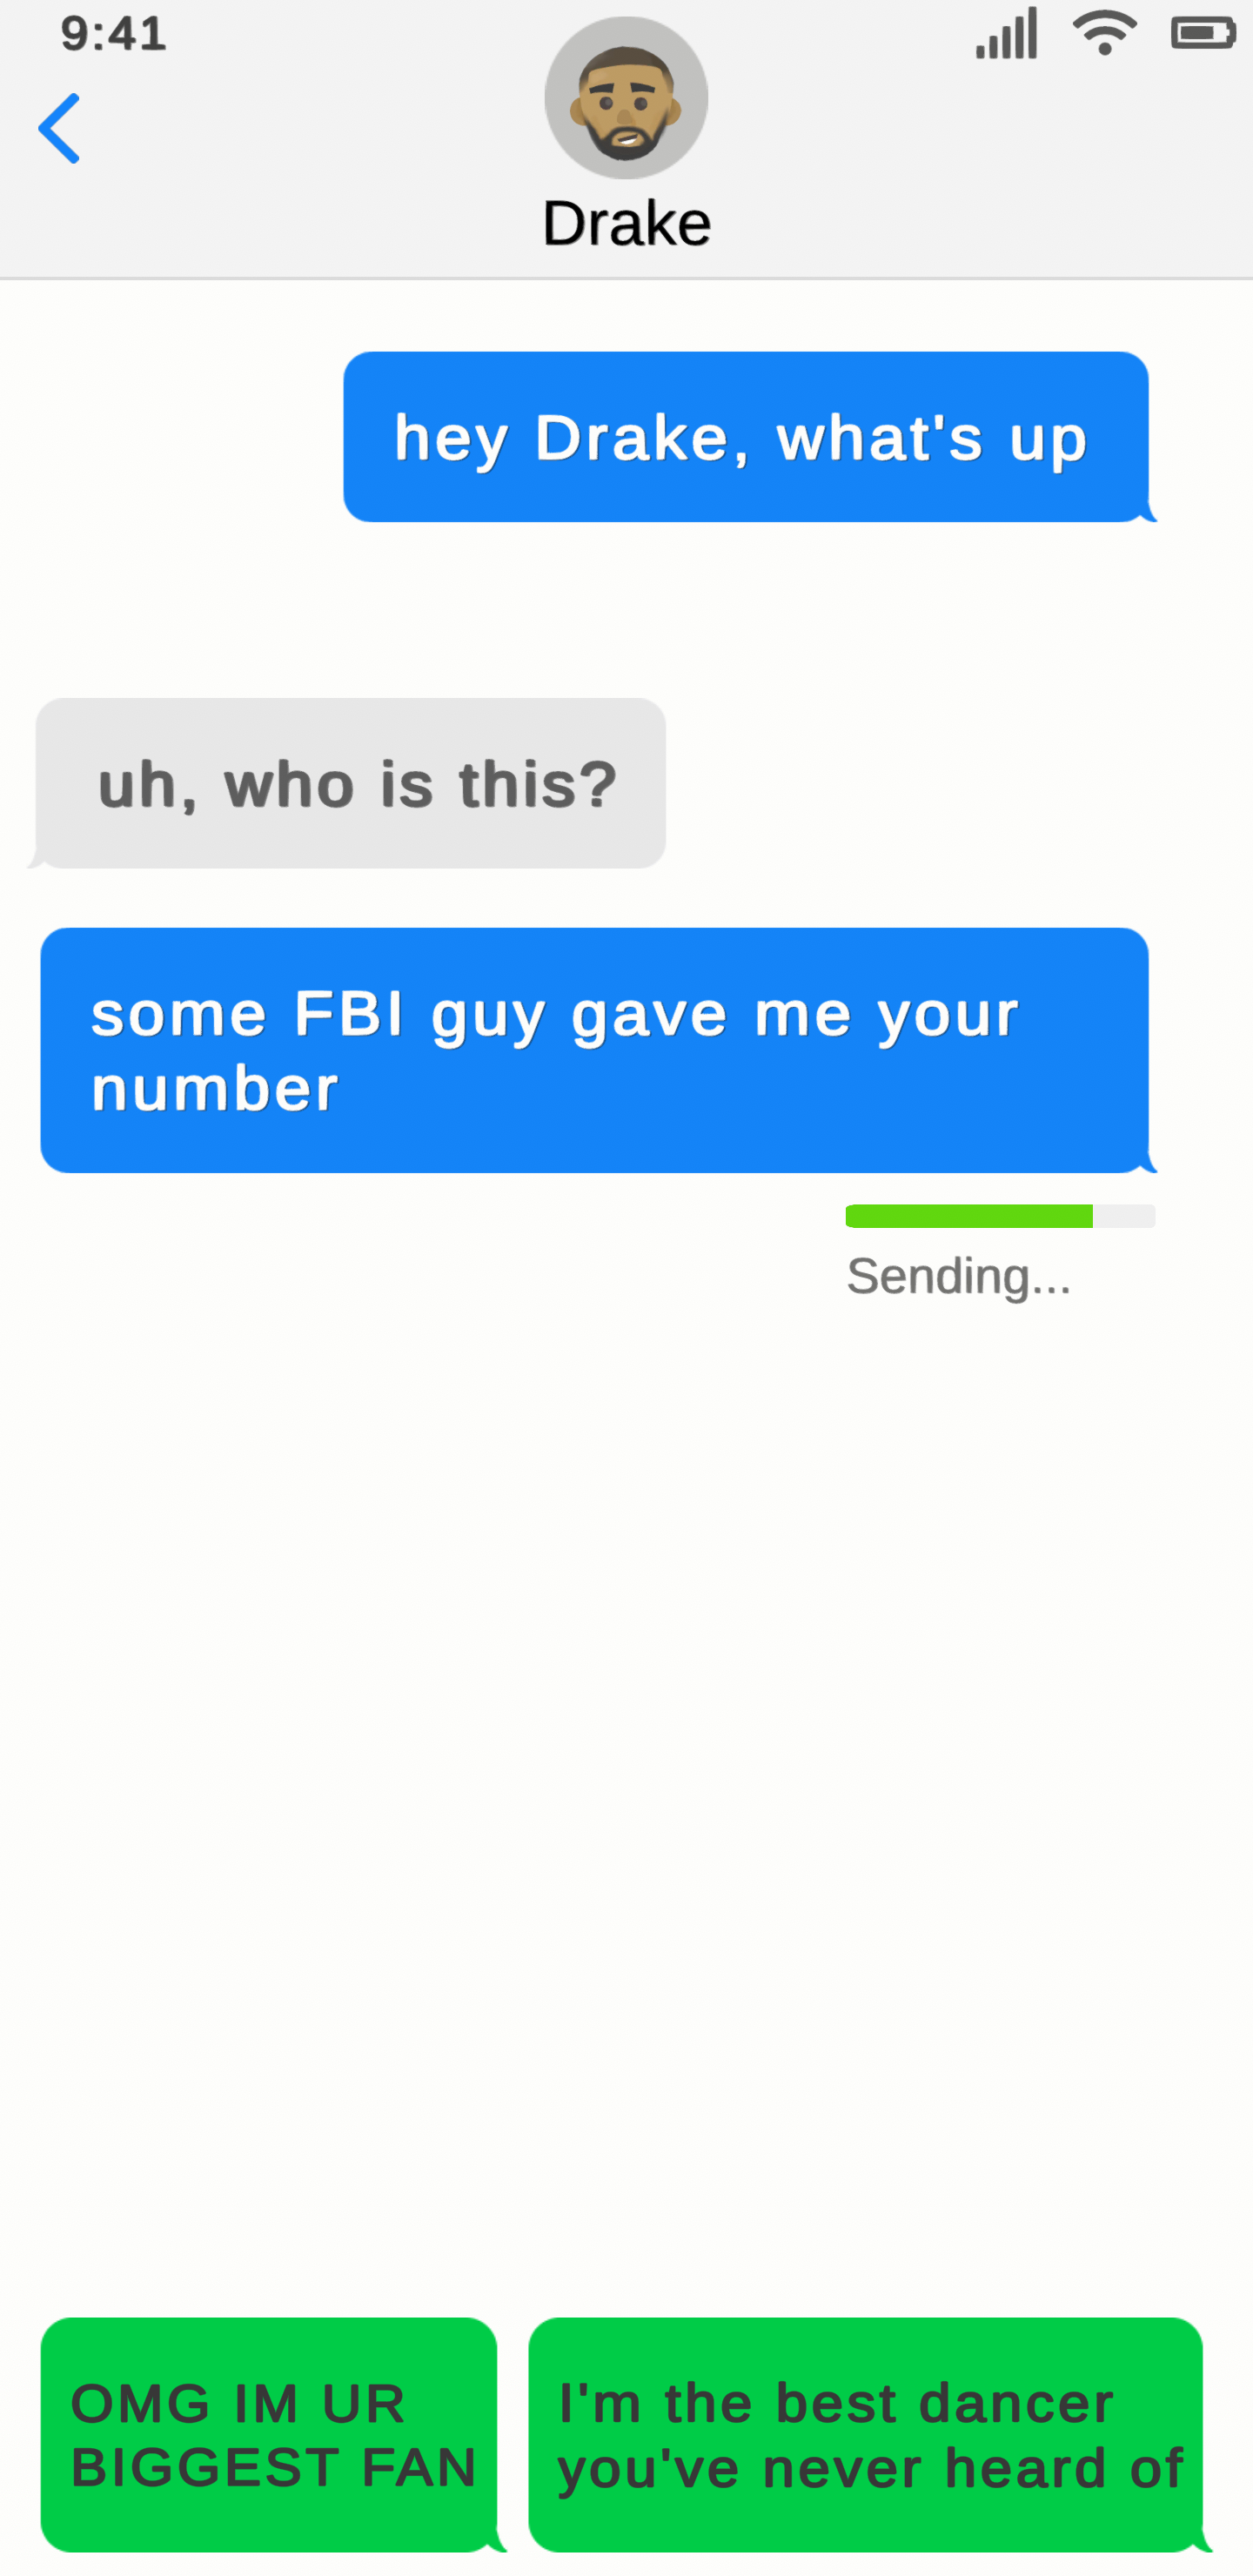 9:41
Drake
hey Drake, what's up
uh, who is this?
some FBI guy gave me your
number
Sending...
OMG IM UR
BIGGEST FAN
I'm the best dancer
you've never heard of